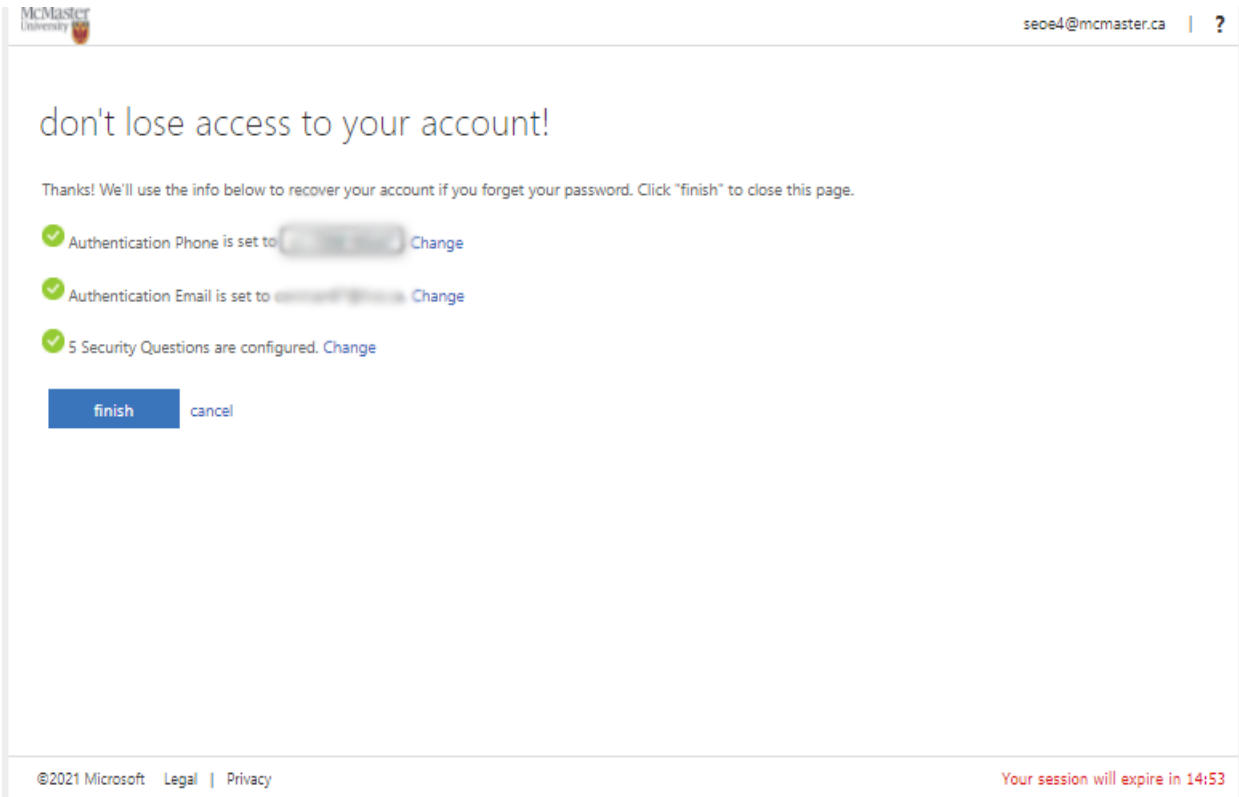 McMaster
University
seoe4@mcmaster.ca | ?
don't lose access to your account!
Thanks! We'll use the info below to recover your account if you forget your password. Click "finish" to close this page.
Authentication Phone is set to Change
Authentication Email is set to Change
5 Security Questions are configured. Change
finish cancel
©2021 Microsoft Legal | Privacy
Your session will expire in 14:53